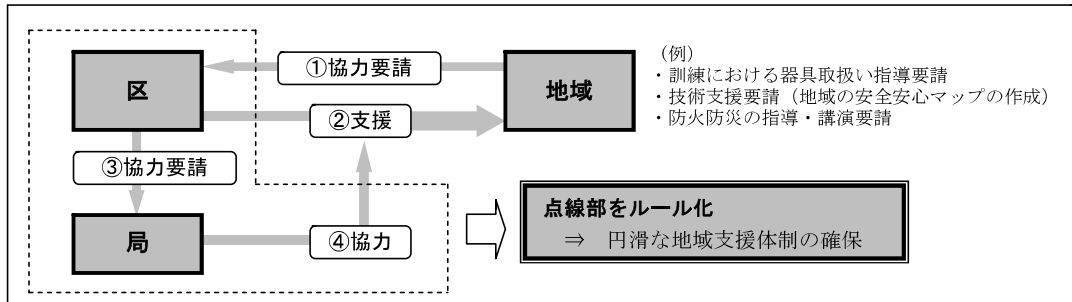 区
①協力要請
地域
(例)
・訓練における器具取扱い指導要請
・技術支援要請（地域の安全安心マップの作成）
・防火防災の指導・講演要請
②支援
③協力要請
局
④協力
点線部をルール化
⇒ 円滑な地域支援体制の確保